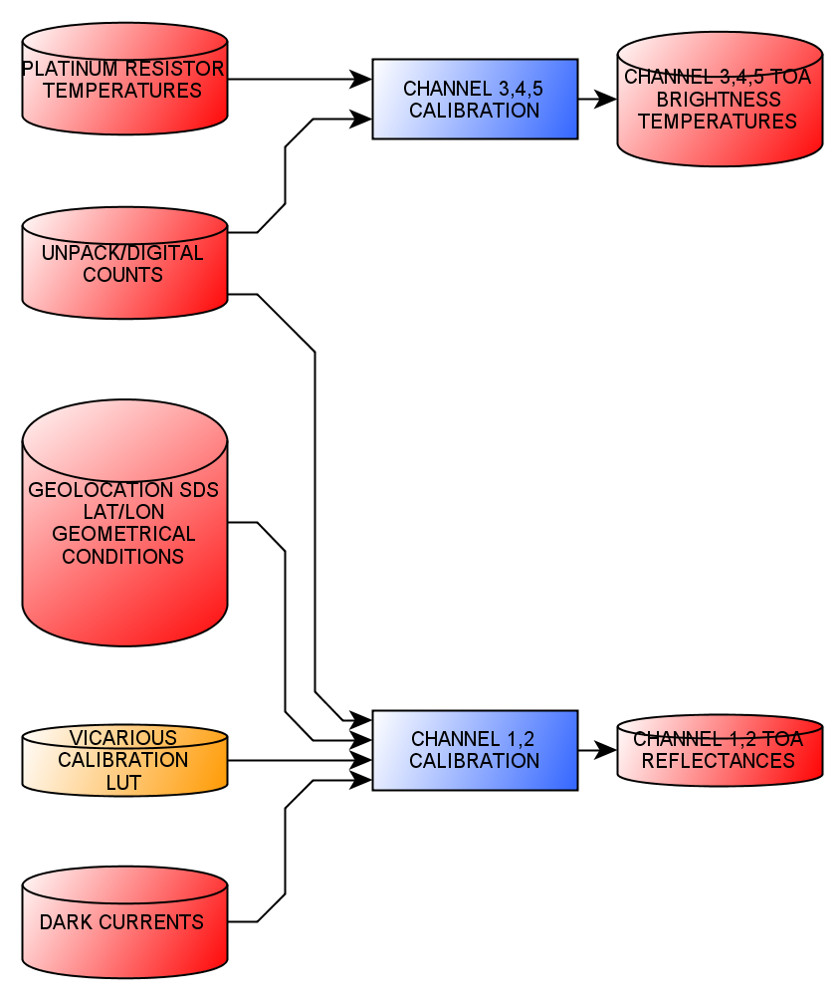 PLATINUM RESISTOR
TEMPERATURES
CHANNEL 3,4,5
CALIBRATION
CHANNEL 3,4,5 TOA
BRIGHTNESS
TEMPERATURES
UNPACK/DIGITAL
COUNTS
GEOLOCATION SDS
LAT/LON
GEOMETRICAL
CONDITIONS
VICARIOUS
CALIBRATION
LUT
CHANNEL 1,2
CALIBRATION
CHANNEL 1,2 TOA
REFLECTANCES
DARK CURRENTS